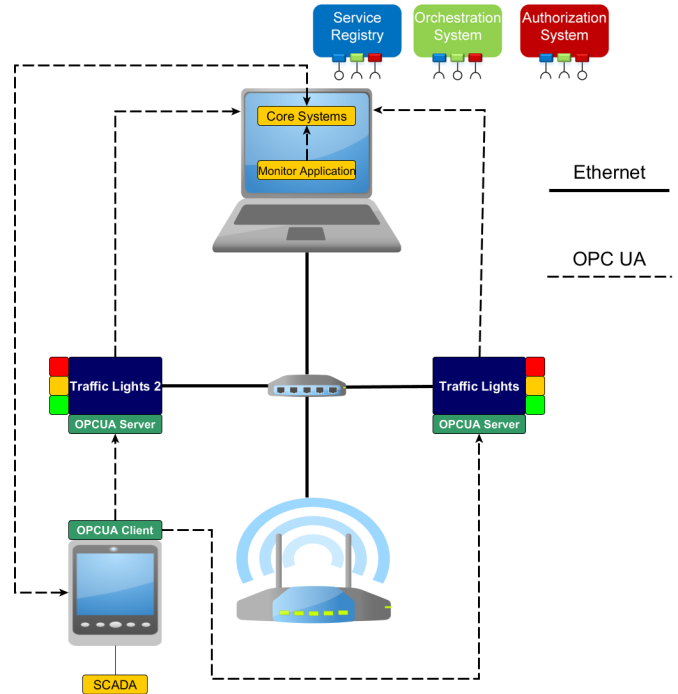 Service
Registry
Orchestration
System
Authorization
System
Core Systems
Monitor Application
Ethernet
OPC UA
Traffic Lights 2
OPCUA Server
Traffic Lights
OPCUA Server
OPCUA Client
SCADA